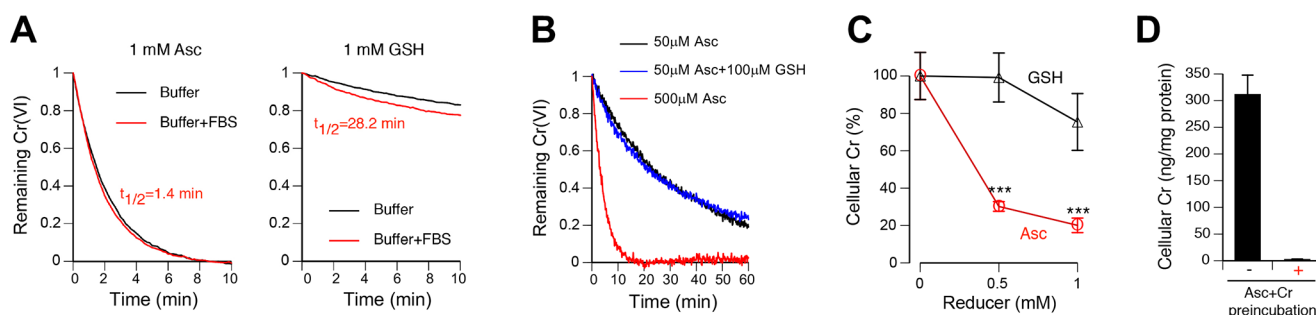 A
1 mM Asc
Remaining Cr(VI)
1
0.8
0.6
0.4
0.2
0
Buffer
Buffer+FBS
t1/2=1.4 min
0 2 4 6 8 10
Time (min)
1 mM GSH
1
0.8
0.6
0.4
0.2
0
t1/2=28.2 min
Buffer
Buffer+FBS
0 2 4 6 8 10
Time (min)
B
50μM Asc
50μM Asc+100μM GSH
500μM Asc
Remaining Cr(VI)
1
0.8
0.6
0.4
0.2
0
0 10 20 30 40 50 60
Time (min)
C
Cellular Cr (%)
100
80
60
40
20
0
GSH
***
***
Asc
0 0.5 1
Reducer (mM)
D
Cellular Cr (ng/mg protein)
350
300
250
200
150
100
50
0
- +
Asc+Cr
preincubation